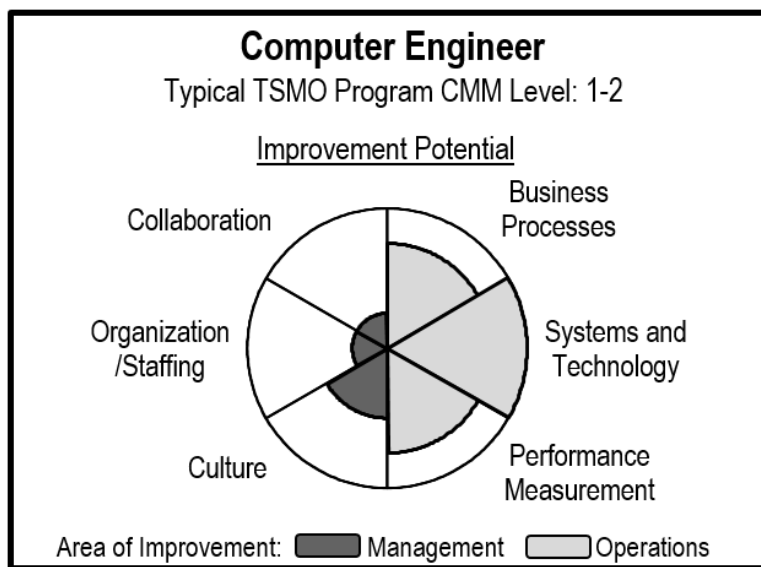 Computer Engineer
Typical TSMO Program CMM Level: 1-2
Improvement Potential
Collaboration
Business
Processes
Organization
/Staffing
Systems and
Technology
Culture
Performance
Measurement
Area of Improvement: Management Operations